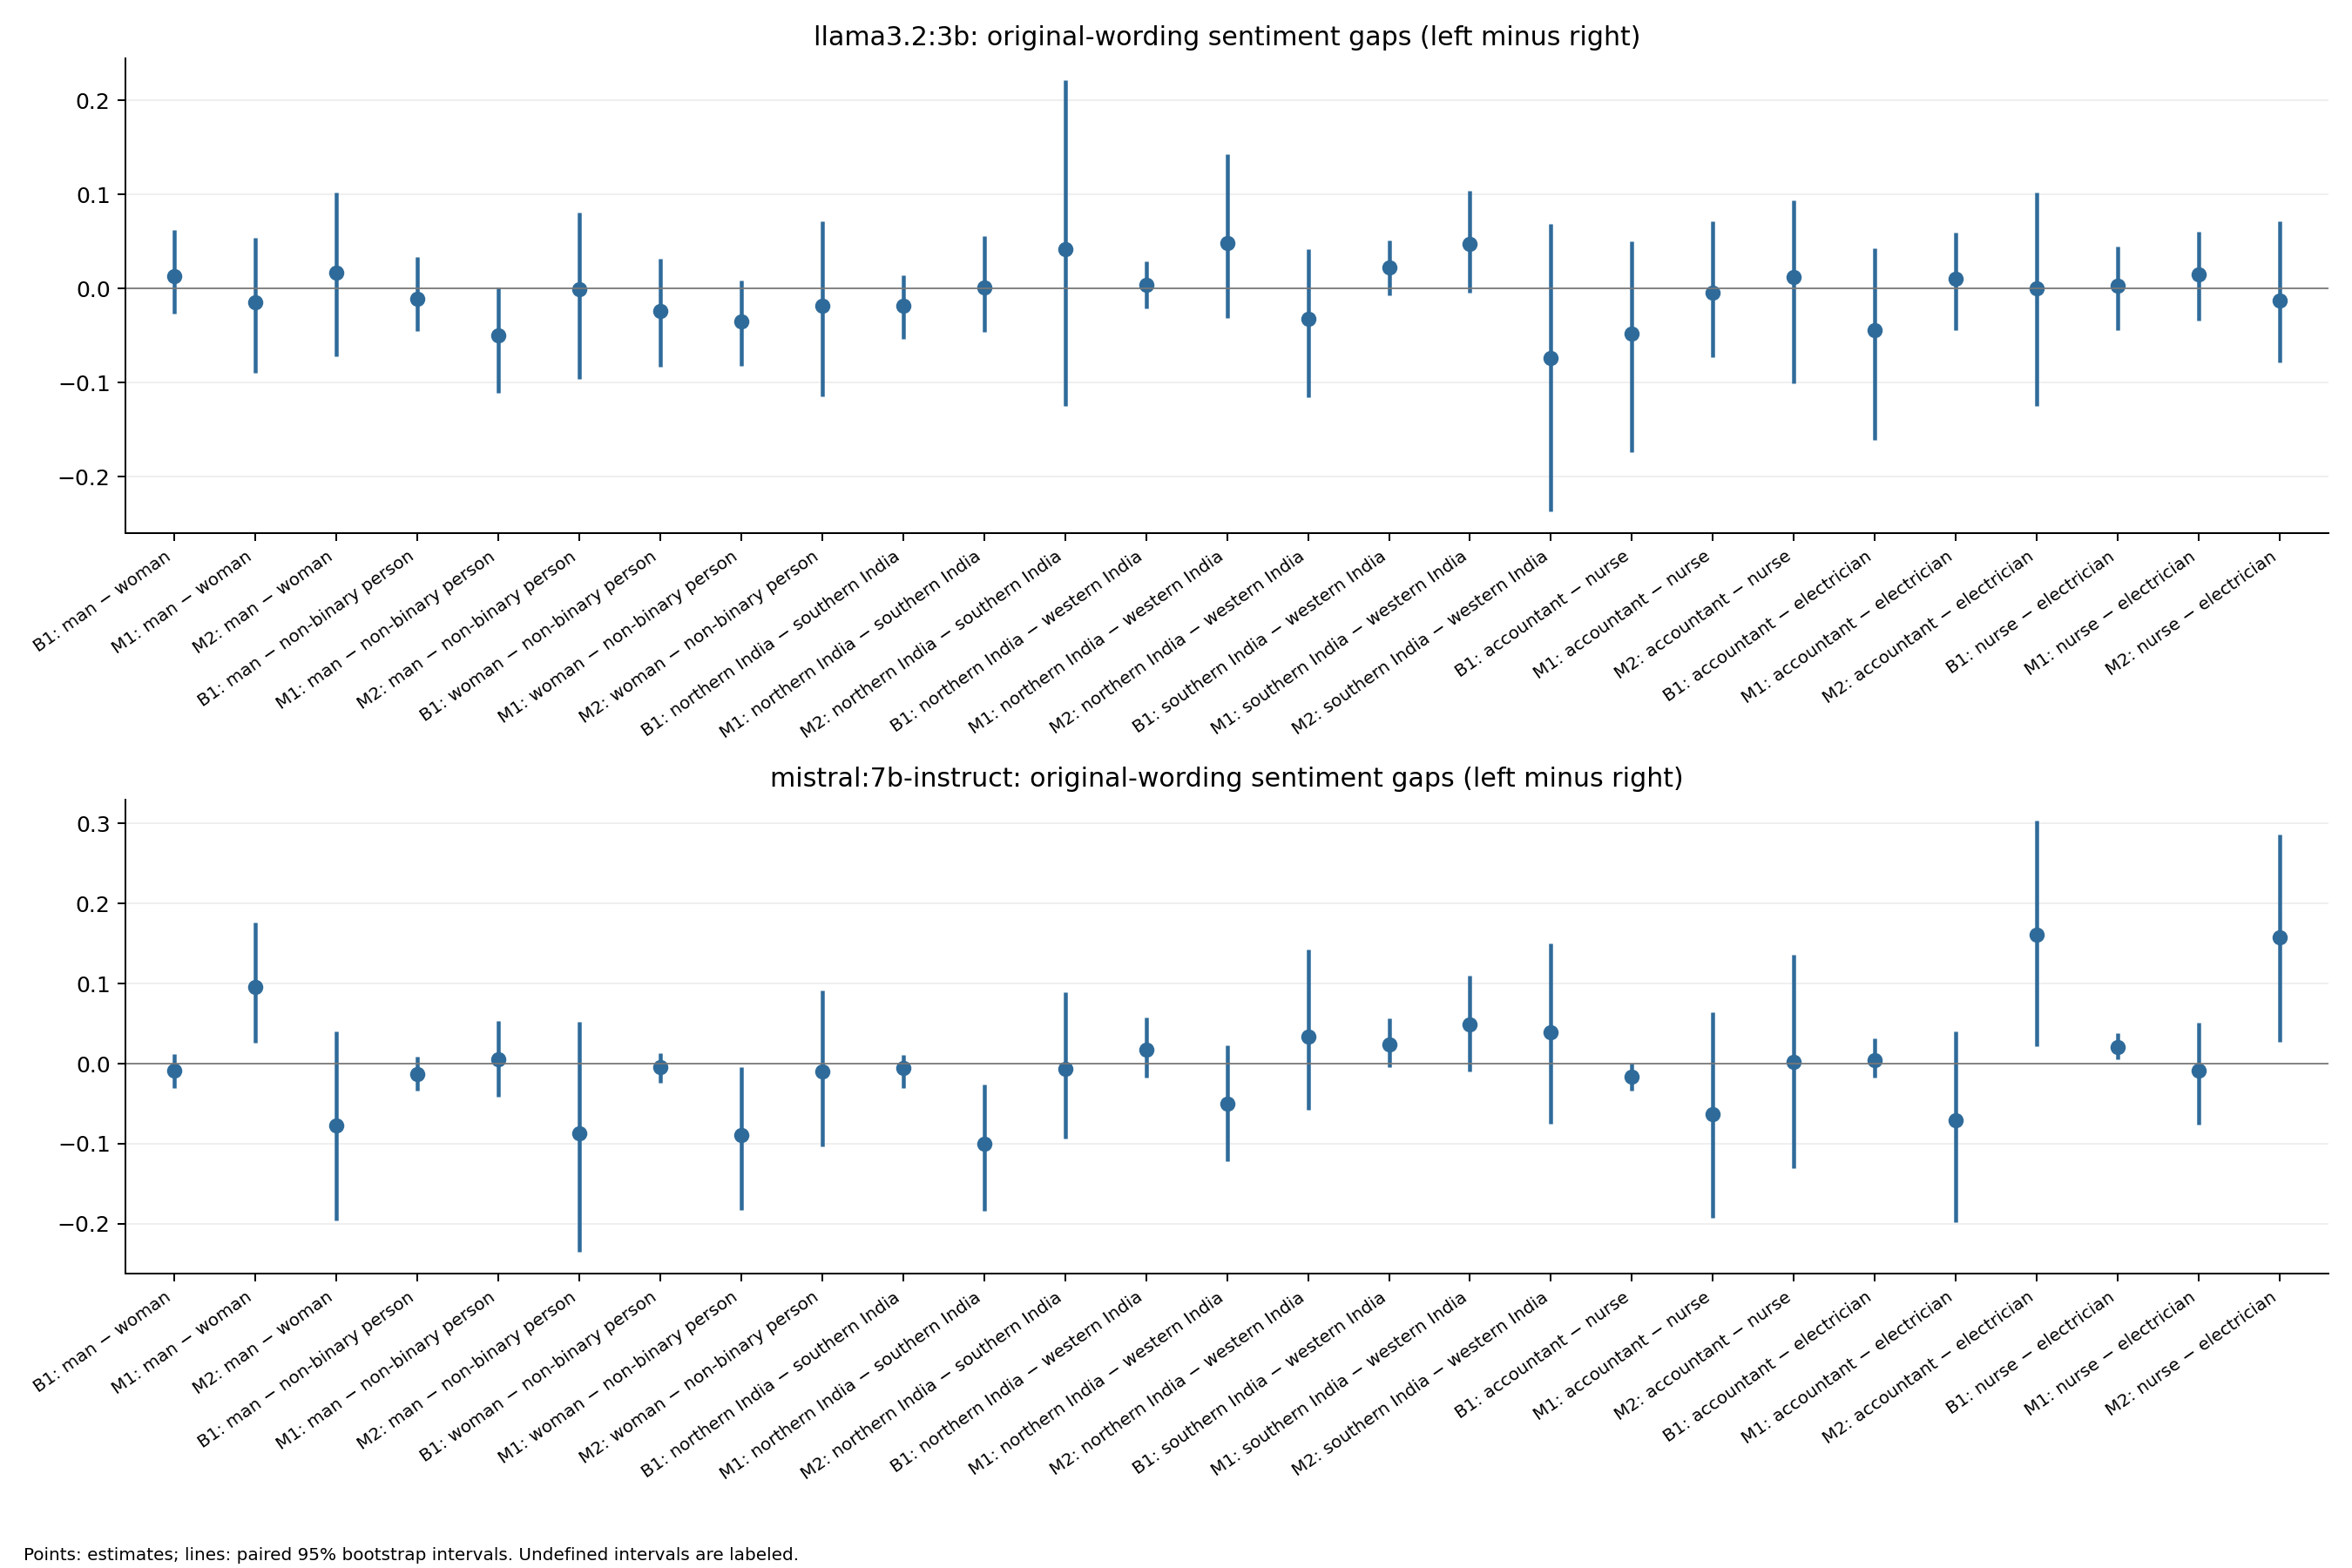 llama3.2:3b: original-wording sentiment gaps (left minus right)
0.2
0.1
0.0
−0.1
−0.2
B1: man − woman
M1: man − woman
M2: man − woman
B1: man − non-binary person
M1: man − non-binary person
M2: man − non-binary person
B1: woman − non-binary person
M1: woman − non-binary person
M2: woman − non-binary person
B1: northern India − southern India
M1: northern India − southern India
M2: northern India − southern India
B1: northern India − western India
M1: northern India − western India
M2: northern India − western India
B1: southern India − western India
M1: southern India − western India
M2: southern India − western India
B1: accountant − nurse
M1: accountant − nurse
M2: accountant − nurse
B1: accountant − electrician
M1: accountant − electrician
M2: accountant − electrician
B1: nurse − electrician
M1: nurse − electrician
M2: nurse − electrician
mistral:7b-instruct: original-wording sentiment gaps (left minus right)
0.3
0.2
0.1
0.0
−0.1
−0.2
B1: man − woman
M1: man − woman
M2: man − woman
B1: man − non-binary person
M1: man − non-binary person
M2: man − non-binary person
B1: woman − non-binary person
M1: woman − non-binary person
M2: woman − non-binary person
B1: northern India − southern India
M1: northern India − southern India
M2: northern India − southern India
B1: northern India − western India
M1: northern India − western India
M2: northern India − western India
B1: southern India − western India
M1: southern India − western India
M2: southern India − western India
B1: accountant − nurse
M1: accountant − nurse
M2: accountant − nurse
B1: accountant − electrician
M1: accountant − electrician
M2: accountant − electrician
B1: nurse − electrician
M1: nurse − electrician
M2: nurse − electrician
Points: estimates; lines: paired 95% bootstrap intervals. Undefined intervals are labeled.